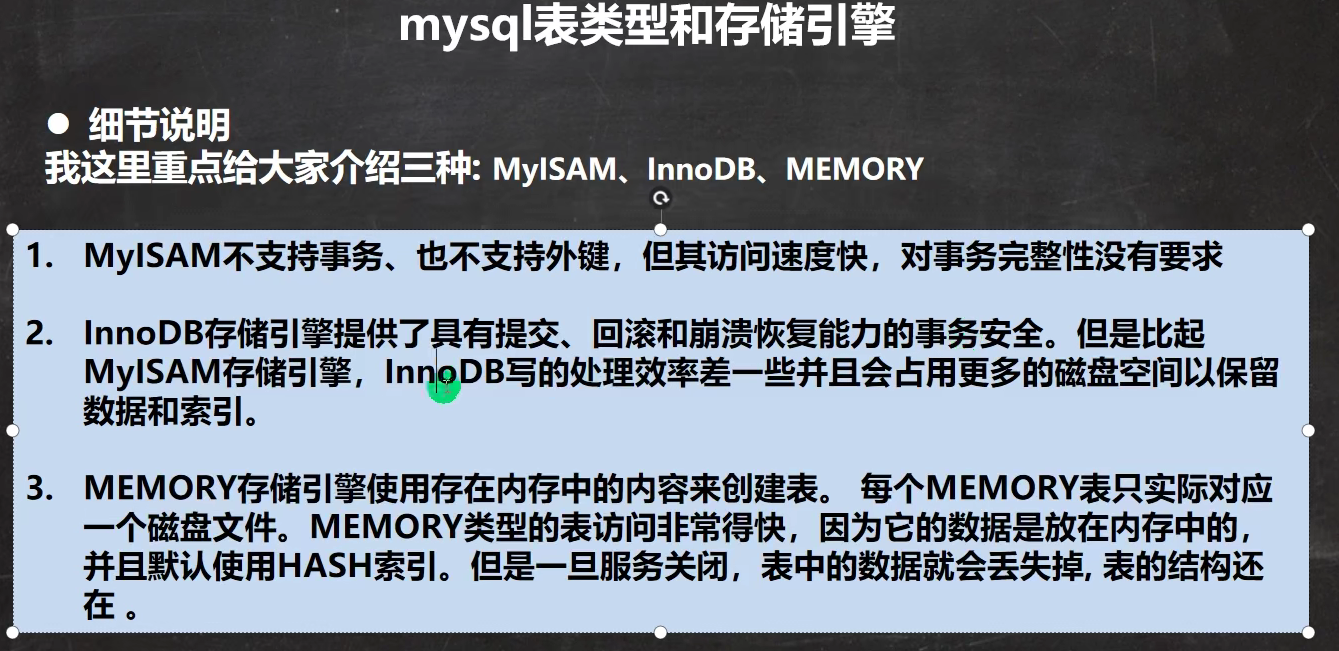 mysql表类型和存储引擎
● 细节说明
我这里重点给大家介绍三种: MyISAM、InnoDB、MEMORY
1. MyISAM不支持事务、也不支持外键，但其访问速度快，对事务完整性没有要求
2. InnoDB存储引擎提供了具有提交、回滚和崩溃恢复能力的事务安全。但是比起
MyISAM存储引擎，InnoDB写的处理效率差一些并且会占用更多的磁盘空间以保留
数据和索引。
3. MEMORY存储引擎使用存在内存中的内容来创建表。 每个MEMORY表只实际对应
一个磁盘文件。MEMORY类型的表访问非常得快，因为它的数据是放在内存中的，
并且默认使用HASH索引。但是一旦服务关闭，表中的数据就会丢失掉, 表的结构还
在 。